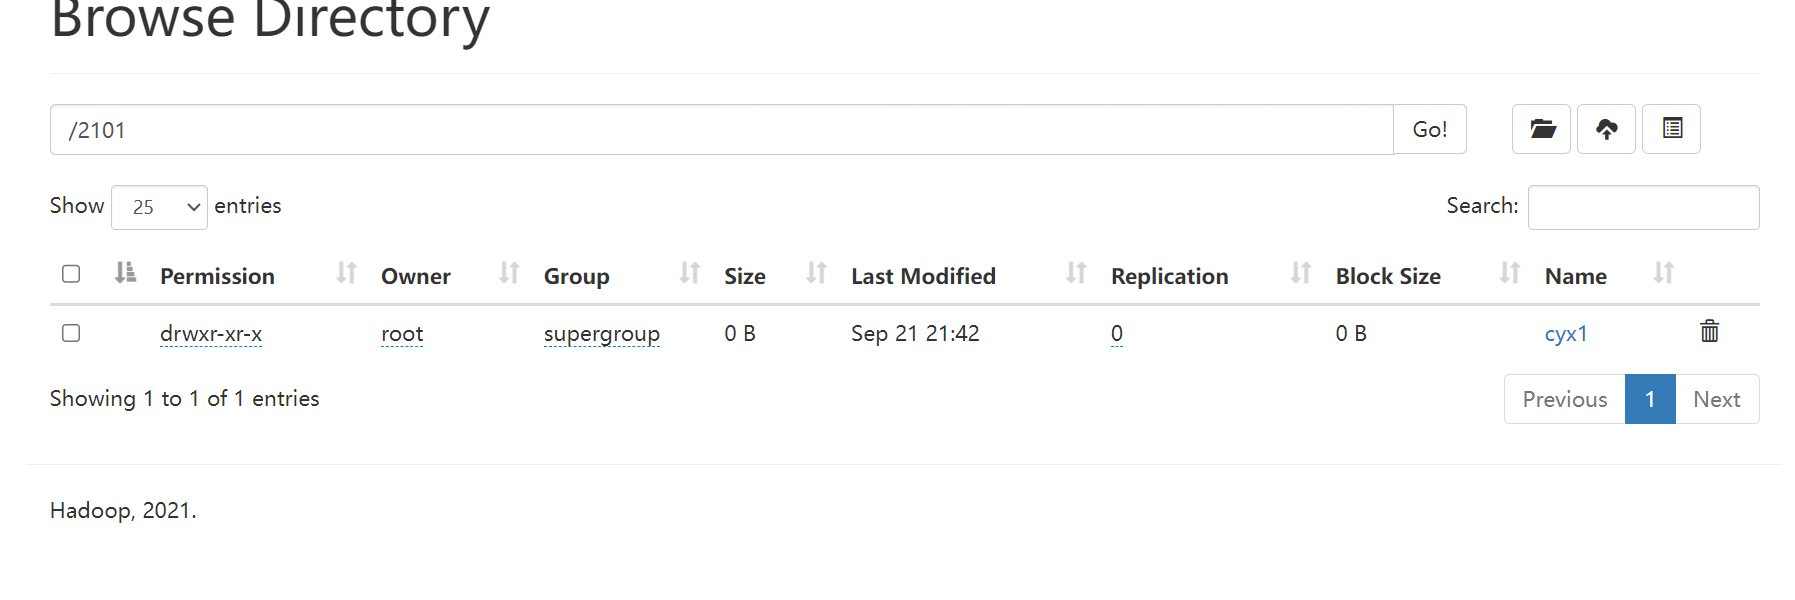 Browse Directory
/2101 Go!
Show 25 entries Search:
Permission Owner Group Size Last Modified Replication Block Size Name
drwxr-xr-x root supergroup 0 B Sep 21 21:42 0 0 B cyx1
Showing 1 to 1 of 1 entries Previous 1 Next
Hadoop, 2021.